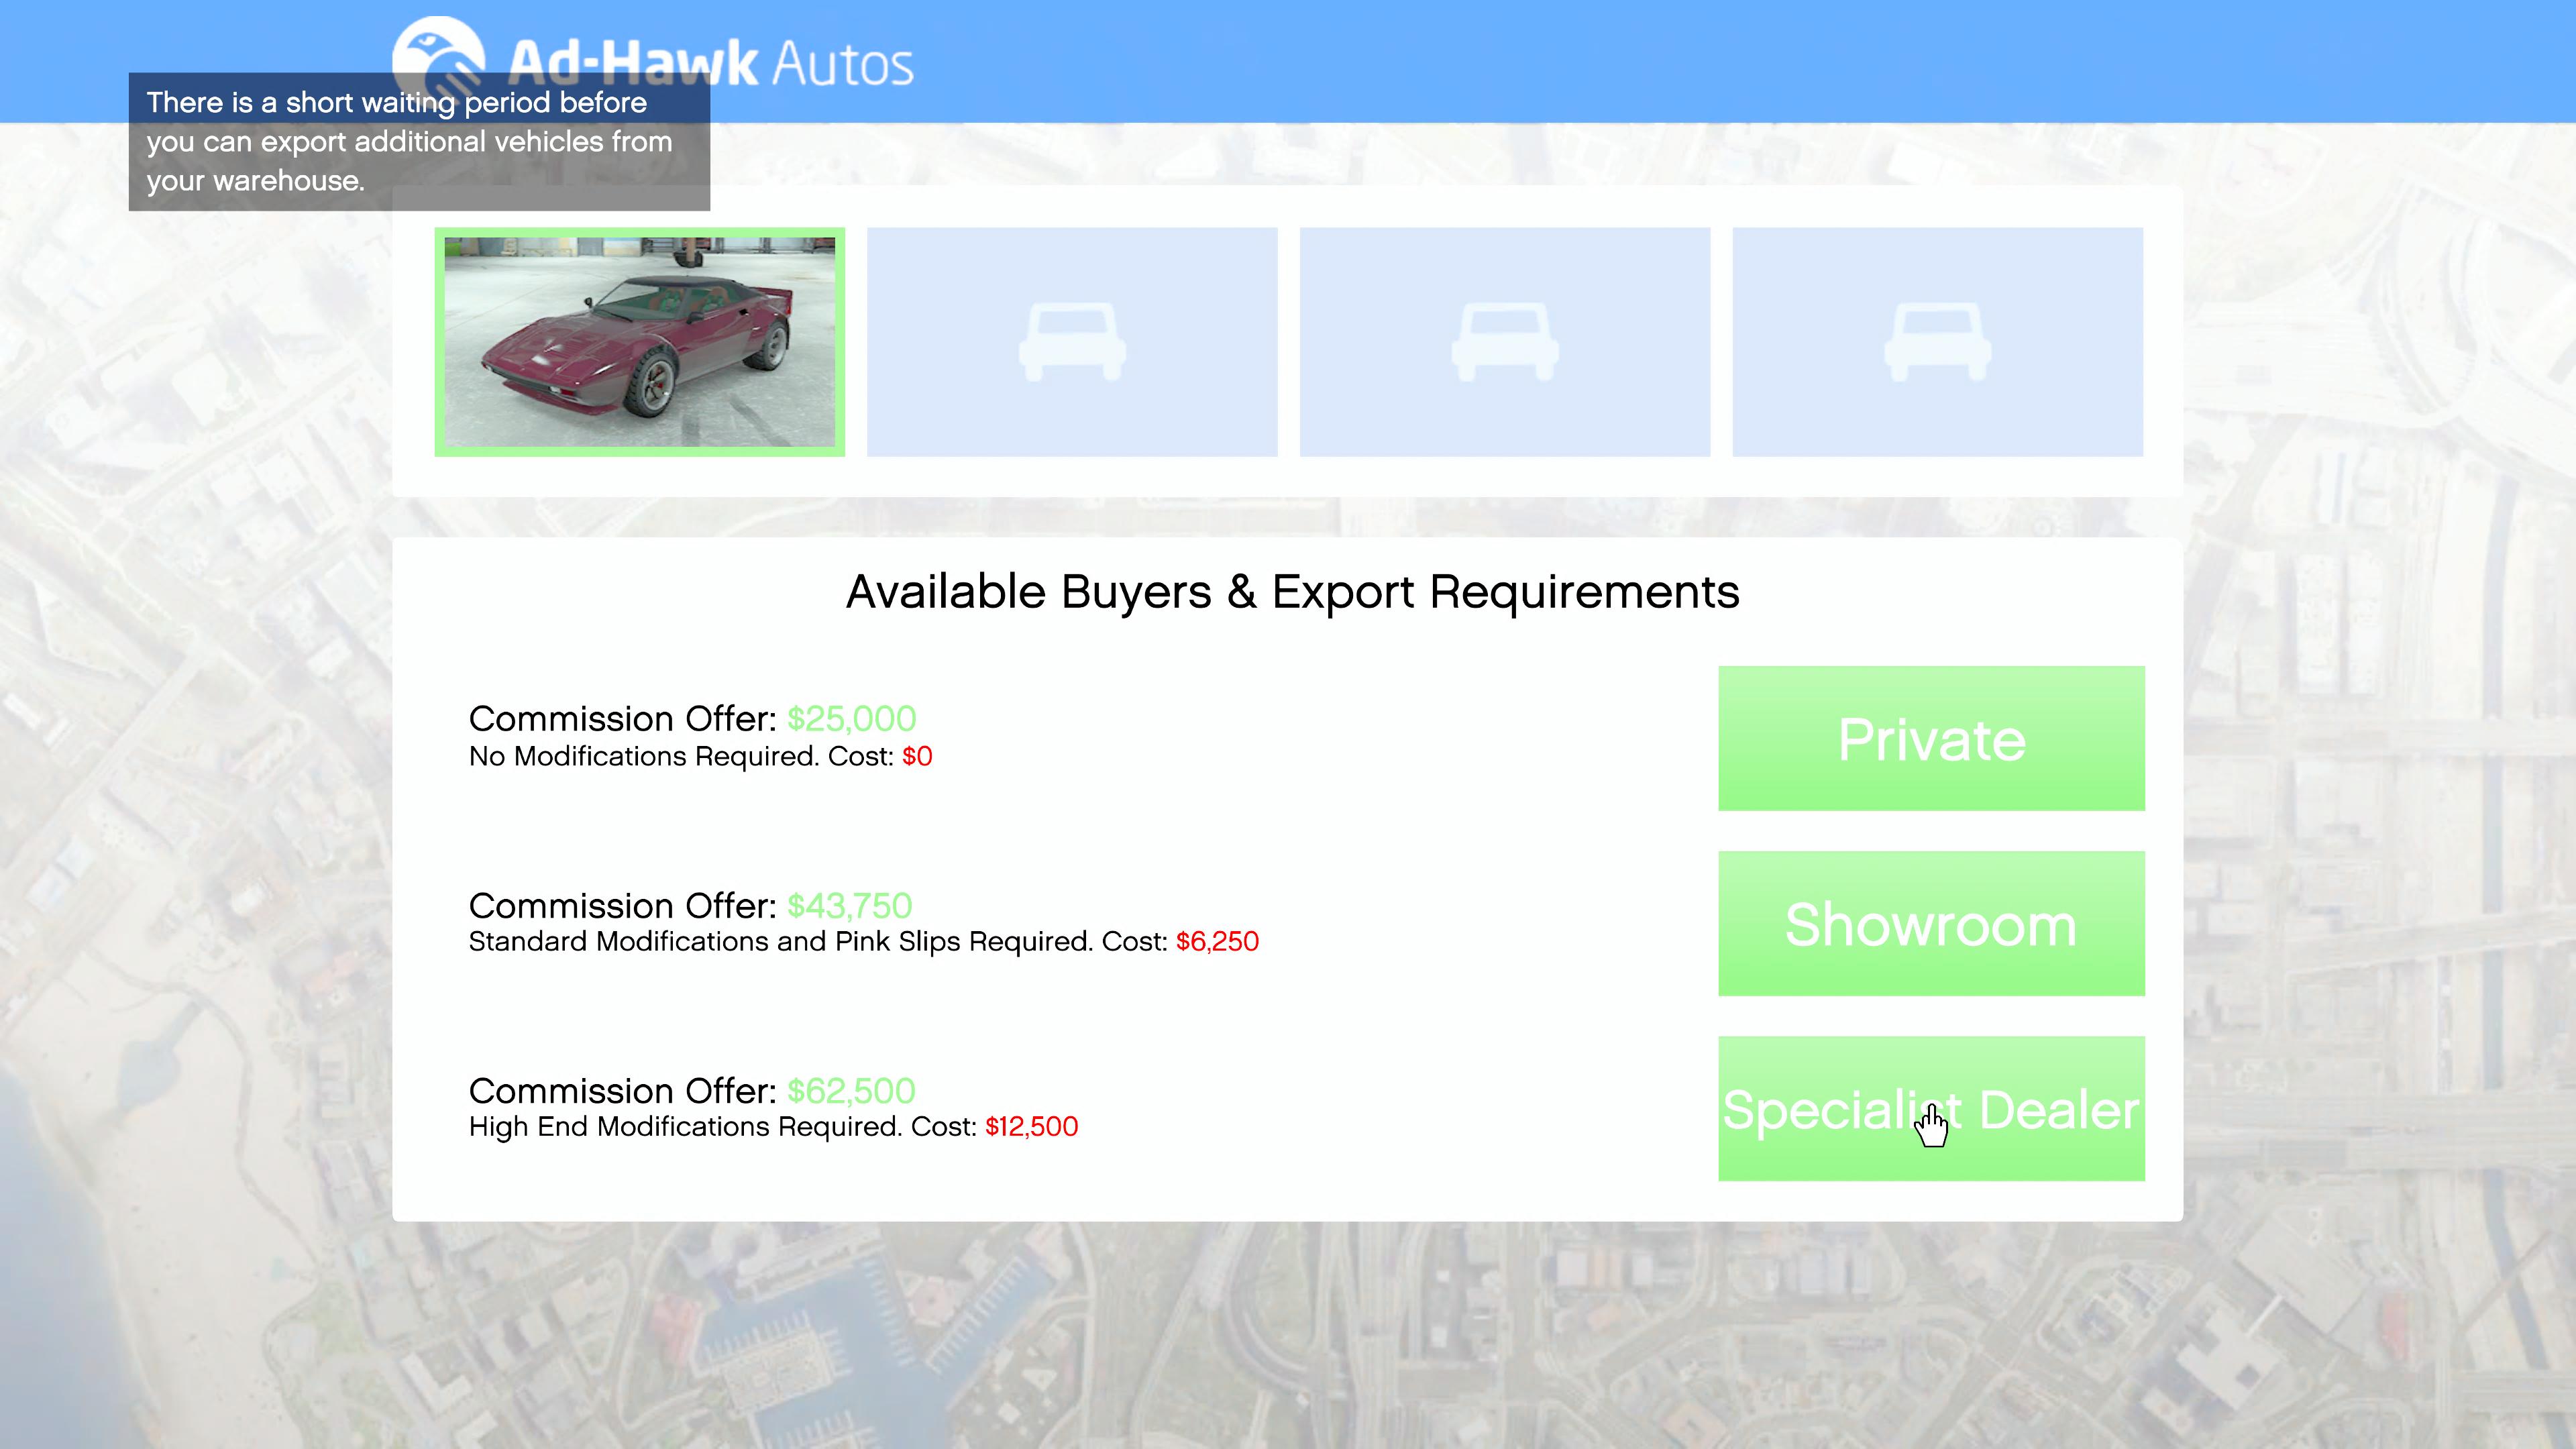 Ad-Hawk Autos
There is a short waiting period before
you can export additional vehicles from
your warehouse.
Available Buyers & Export Requirements
Commission Offer: $25,000
No Modifications Required. Cost: $0
Private
Commission Offer: $43,750
Standard Modifications and Pink Slips Required. Cost: $6,250
Showroom
Commission Offer: $62,500
High End Modifications Required. Cost: $12,500
Specialist Dealer